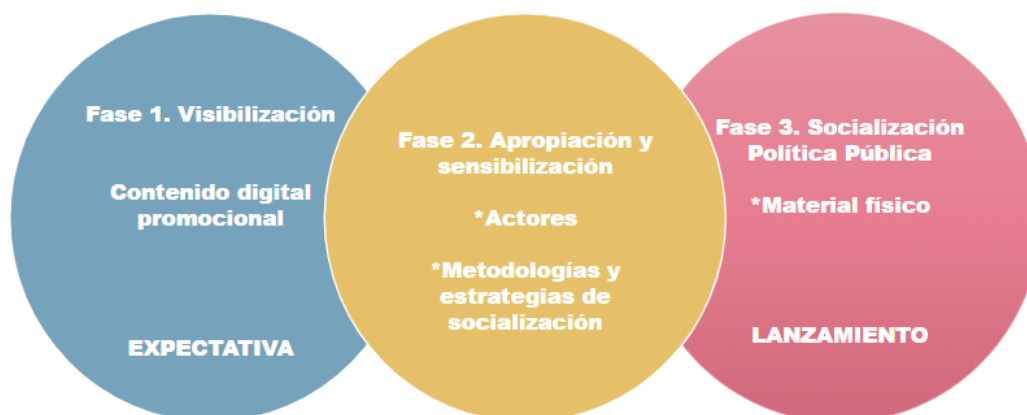 Fase 1. Visibilización
Contenido digital
promocional
EXPECTATIVA
Fase 2. Apropiación y
sensibilización
*Actores
*Metodologías y
estrategias de
socialización
Fase 3. Socialización
Política Pública
*Material físico
LANZAMIENTO